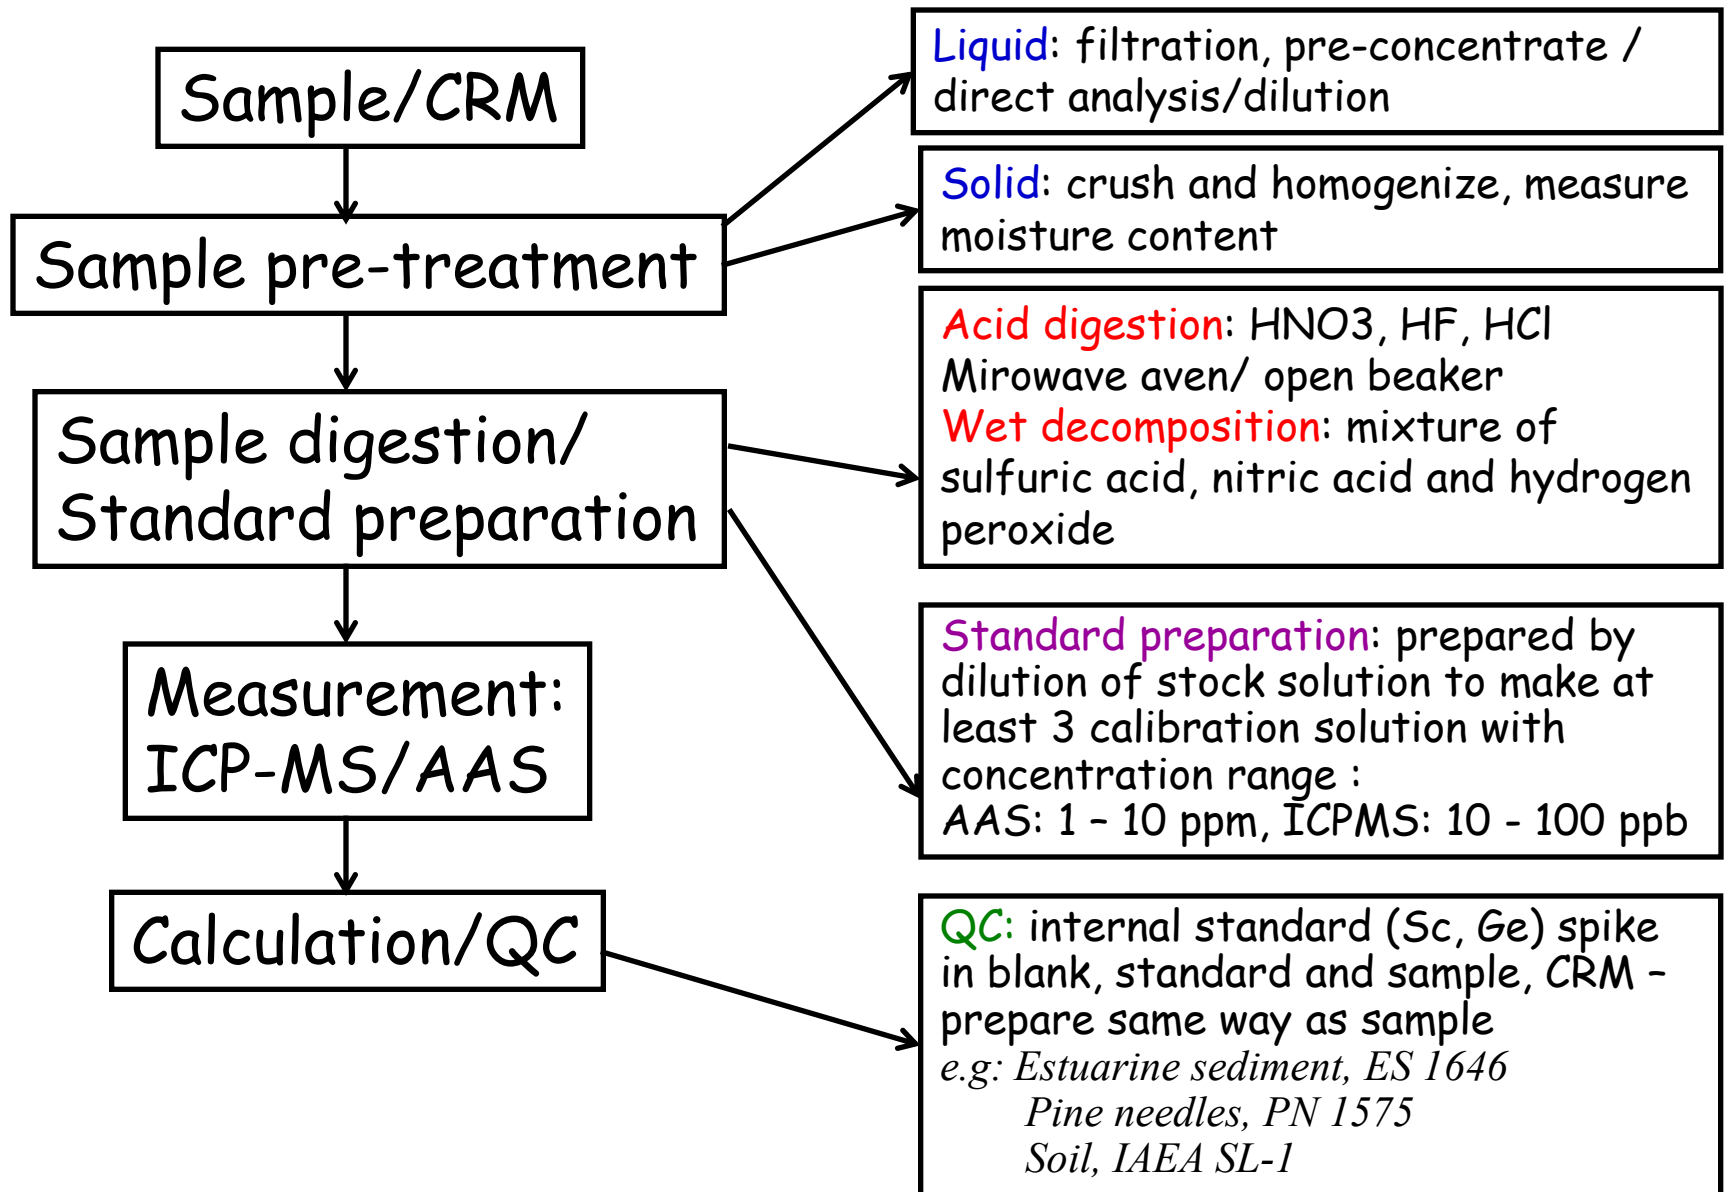 Sample/CRM
Sample pre-treatment
Sample digestion/
Standard preparation
Measurement:
ICP-MS/AAS
Calculation/QC
Liquid: filtration, pre-concentrate /
direct analysis/dilution
Solid: crush and homogenize, measure
moisture content
Acid digestion: HNO3, HF, HCl
Mirowave aven/ open beaker
Wet decomposition: mixture of
sulfuric acid, nitric acid and hydrogen
peroxide
Standard preparation: prepared by
dilution of stock solution to make at
least 3 calibration solution with
concentration range :
AAS: 1 – 10 ppm, ICPMS: 10 - 100 ppb
QC: internal standard (Sc, Ge) spike
in blank, standard and sample, CRM –
prepare same way as sample
e.g: Estuarine sediment, ES 1646
Pine needles, PN 1575
Soil, IAEA SL-1